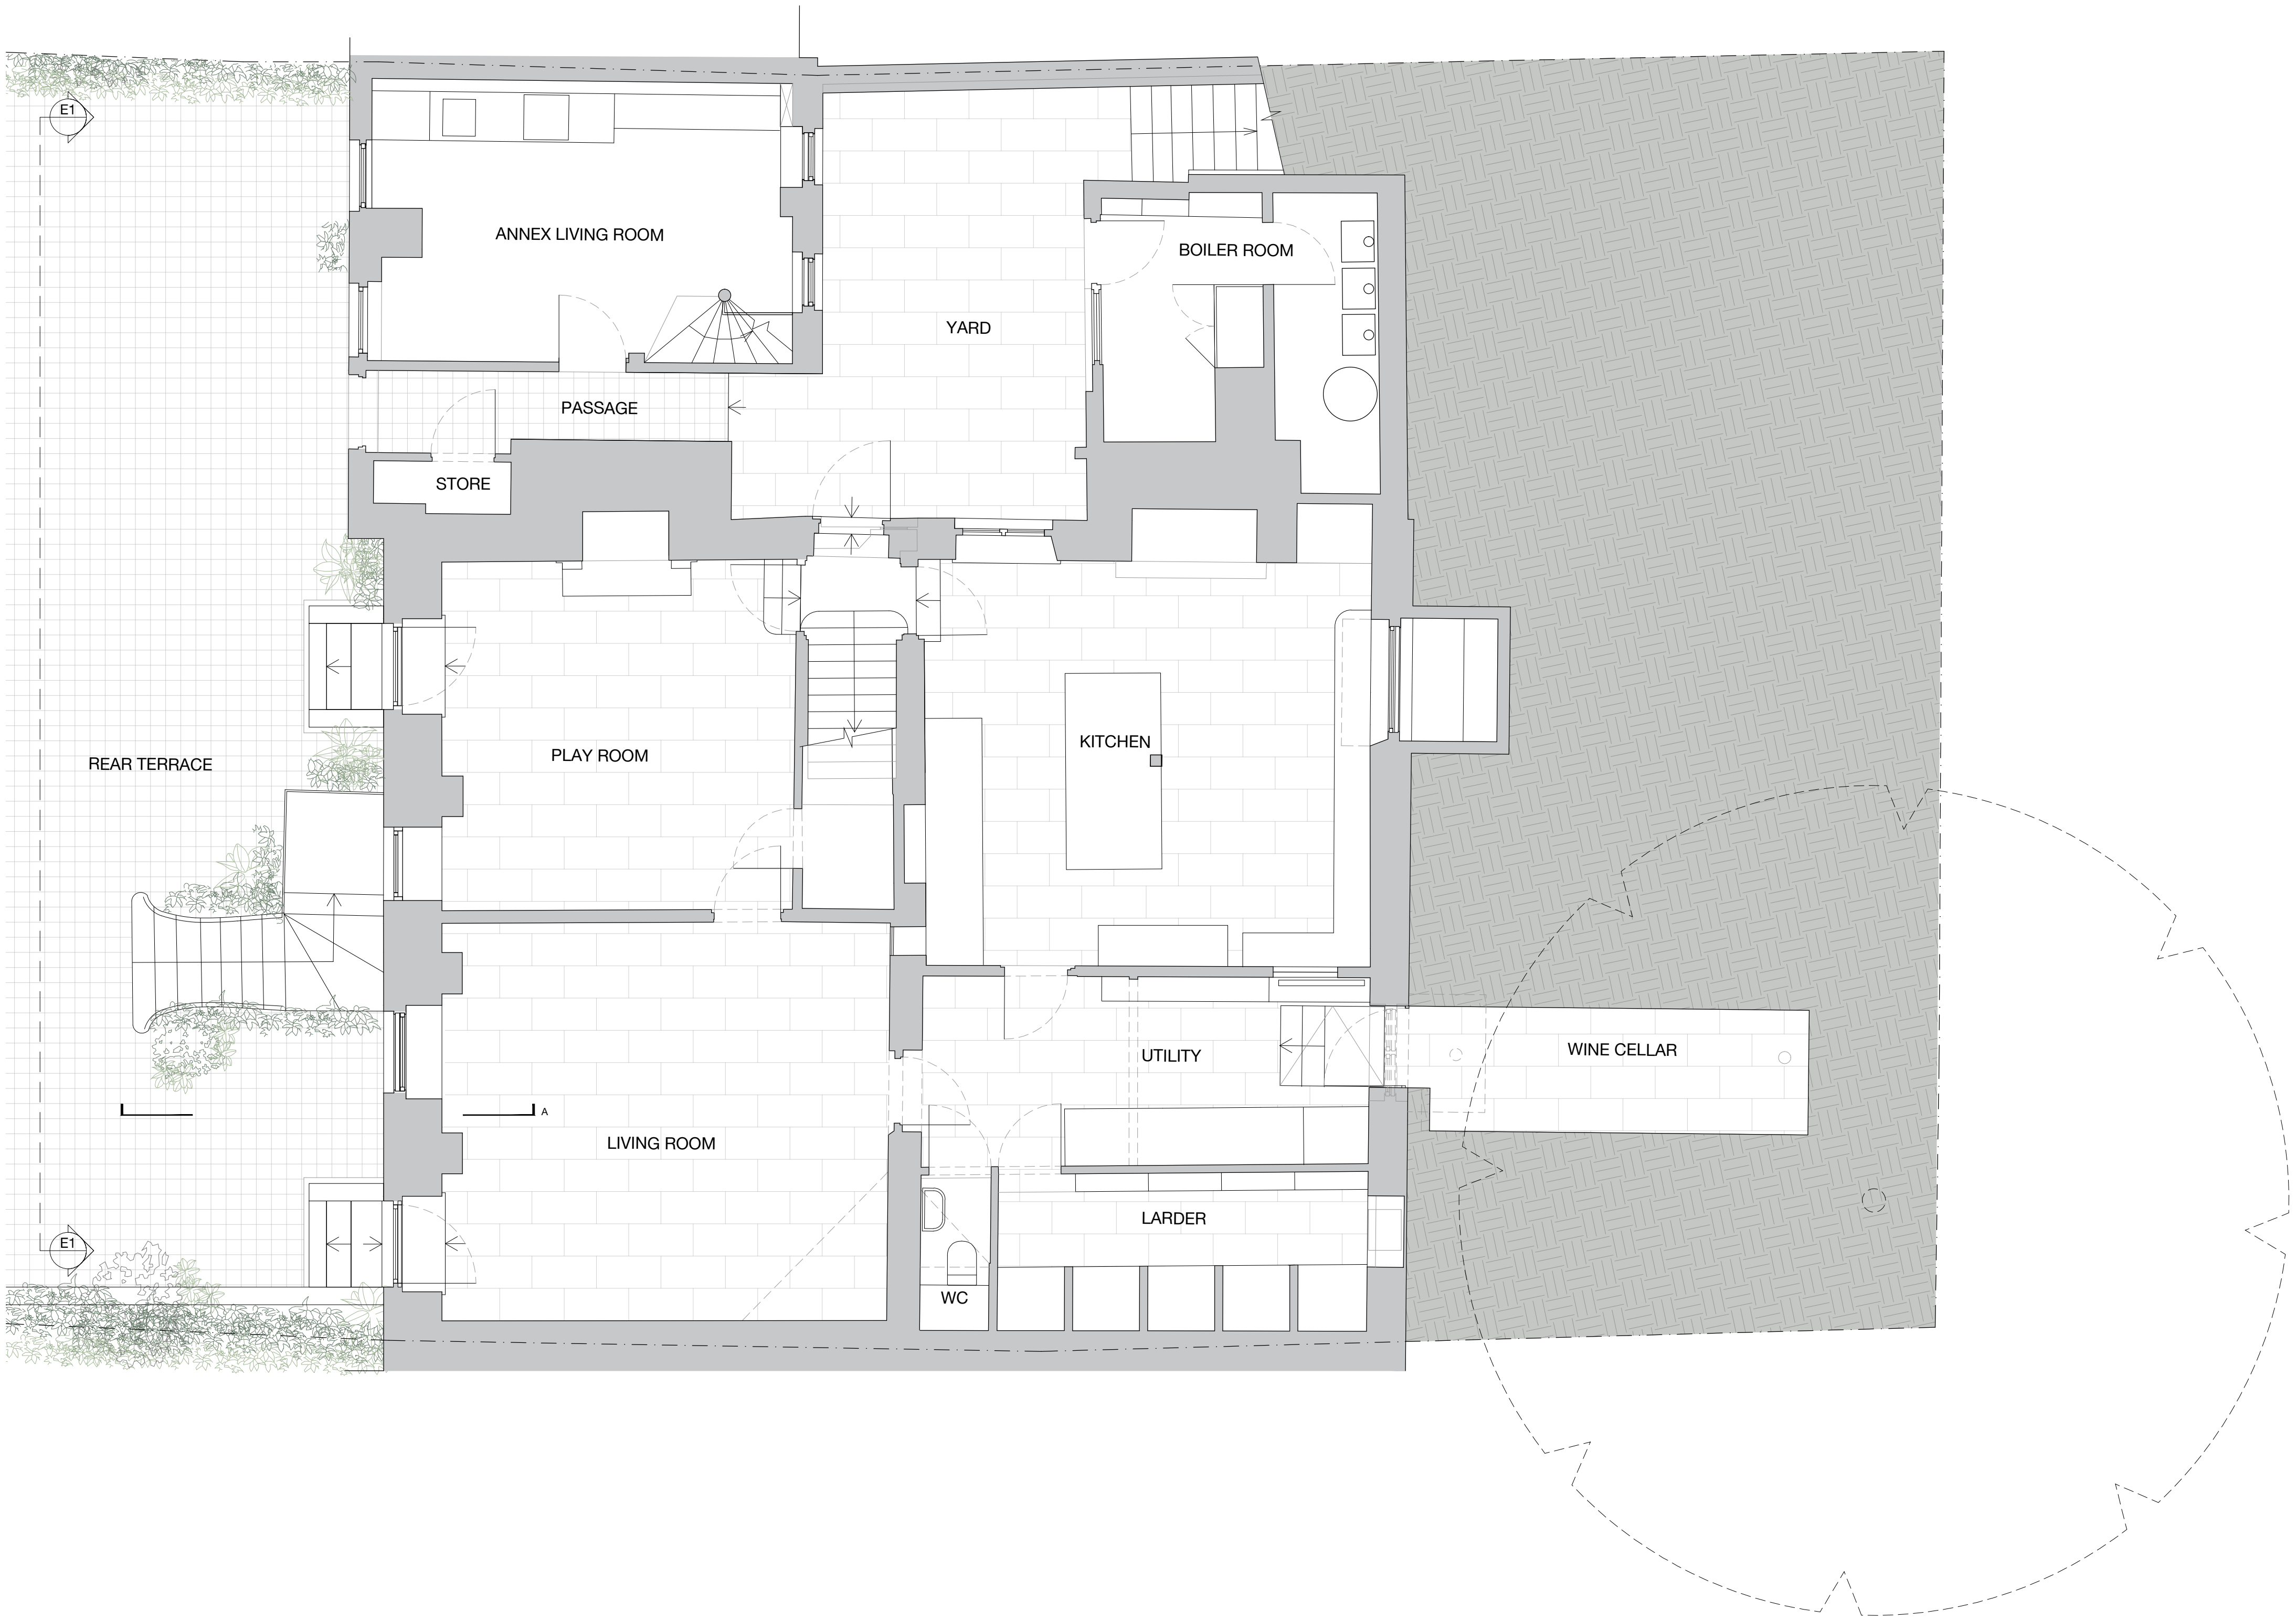 E1
ANNEX LIVING ROOM
BOILER ROOM
YARD
PASSAGE
STORE
KITCHEN
PLAY ROOM
REAR TERRACE
WINE CELLAR
UTILITY
A
LIVING ROOM
LARDER
E1
WC